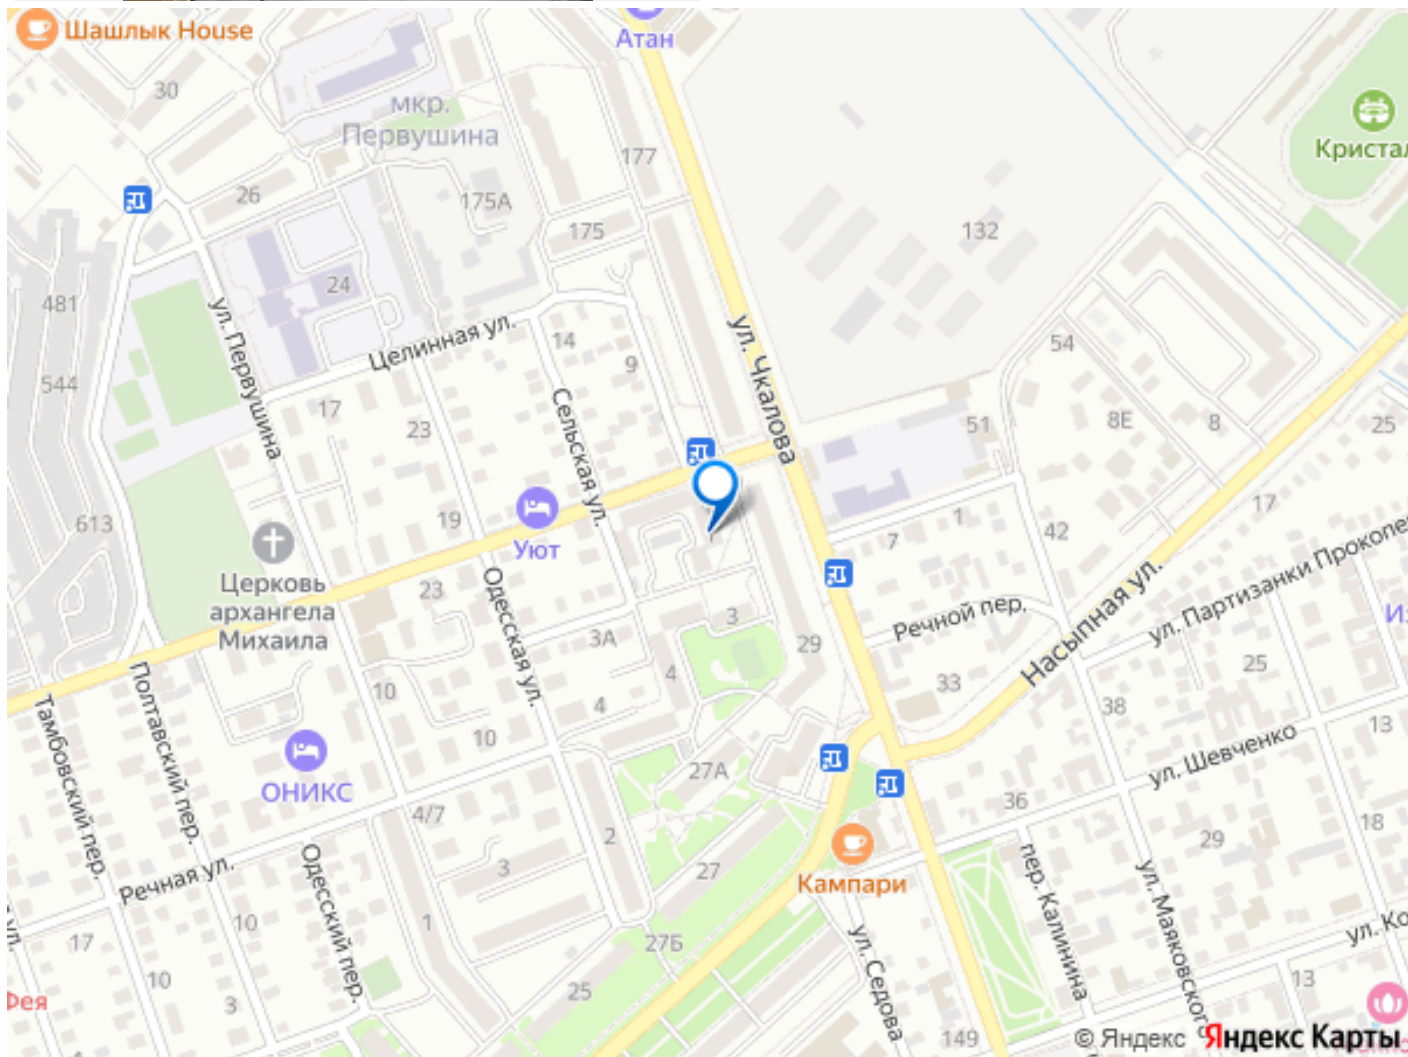 Шашлык House
Атан
30
мкр.
Первушина
177
Кристал
26
175А
175
132
24
481
ул. Первушина
Целинная ул.
14
ул. Чкалова
54
544
9
17
23
Сельская ул.
51
8Е
8
25
613
19
Уют
17
Церковь
архангела
Михаила
23
Одесская ул.
7
1
42
Насыпная ул.
ул. Партизанки Прокопе
Речной пер.
3
3А
29
25
Полтавский пер.
10
4
4
33
38
13
Тамбовский пер.
10
ОНИКС
27А
ул. Шевченко
4/7
36
18
2
29
Речная ул.
Одесский пер.
3
27
Кампари
пер. Калинина
ул. Маяковского
10
1
17
27Б
ул. Седова
ул. Ко
10
25
13
Фея
3
149
© Яндекс Яндекс Карты